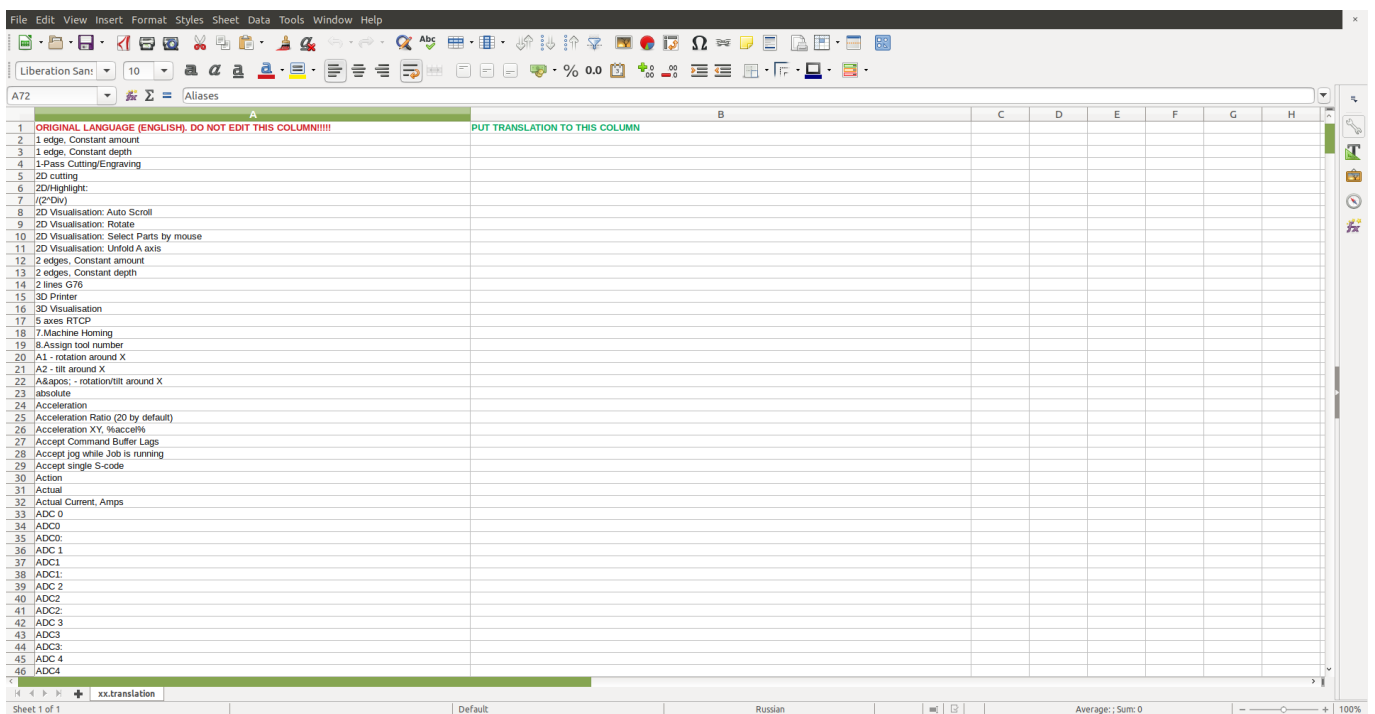 File Edit View Insert Format Styles Sheet Data Tools Window Help
Abc
Liberation Sans 10 a a a a % 0.0
A72 fx Σ = Aliases
A B C D E F G H
1 ORIGINAL LANGUAGE (ENGLISH). DO NOT EDIT THIS COLUMN!!!!! PUT TRANSLATION TO THIS COLUMN
2 1 edge, Constant amount
3 1 edge, Constant depth
4 1-Pass Cutting/Engraving
5 2D cutting
6 2D/Highlight:
7 /(2^Div)
8 2D Visualisation: Auto Scroll
9 2D Visualisation: Rotate
10 2D Visualisation: Select Parts by mouse
11 2D Visualisation: Unfold A axis
12 2 edges, Constant amount
13 2 edges, Constant depth
14 2 lines G76
15 3D Printer
16 3D Visualisation
17 5 axes RTCP
18 7.Machine Homing
19 8.Assign tool number
20 A1 - rotation around X
21 A2 - tilt around X
22 A&apos; - rotation/tilt around X
23 absolute
24 Acceleration
25 Acceleration Ratio (20 by default)
26 Acceleration XY, %accel%
27 Accept Command Buffer Lags
28 Accept jog while Job is running
29 Accept single S-code
30 Action
31 Actual
32 Actual Current, Amps
33 ADC 0
34 ADC0
35 ADC0:
36 ADC 1
37 ADC1
38 ADC1:
39 ADC 2
40 ADC2
41 ADC2:
42 ADC 3
43 ADC3
44 ADC3:
45 ADC 4
46 ADC4
xx.translation
Sheet 1 of 1 Default Russian Average: ; Sum: 0 100%